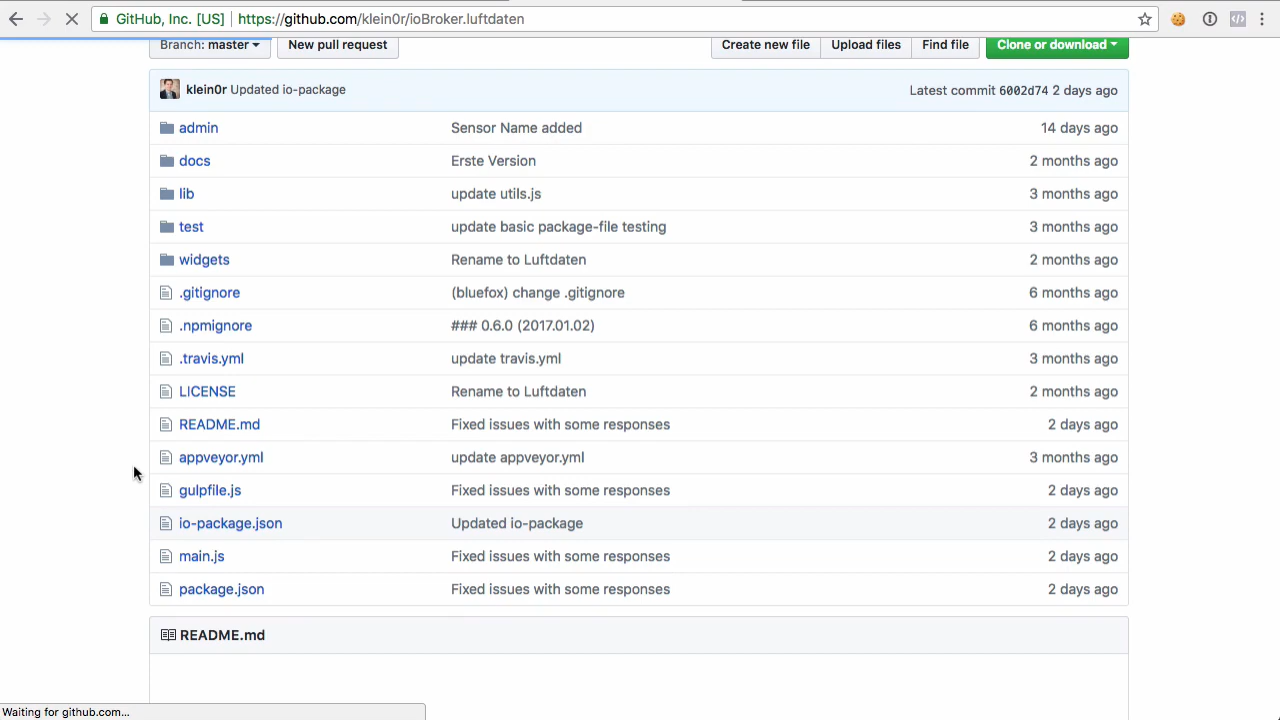 GitHub, Inc. [US] https://github.com/klein0r/ioBroker.luftdaten
Branch: master New pull request Create new file Upload files Find file Clone or download
klein0r Updated io-package Latest commit 6002d74 2 days ago
admin Sensor Name added 14 days ago
docs Erste Version 2 months ago
lib update utils.js 3 months ago
test update basic package-file testing 3 months ago
widgets Rename to Luftdaten 2 months ago
.gitignore (bluefox) change .gitignore 6 months ago
.npmignore ### 0.6.0 (2017.01.02) 6 months ago
.travis.yml update travis.yml 3 months ago
LICENSE Rename to Luftdaten 2 months ago
README.md Fixed issues with some responses 2 days ago
appveyor.yml update appveyor.yml 3 months ago
gulpfile.js Fixed issues with some responses 2 days ago
io-package.json Updated io-package 2 days ago
main.js Fixed issues with some responses 2 days ago
package.json Fixed issues with some responses 2 days ago
README.md
Waiting for github.com...